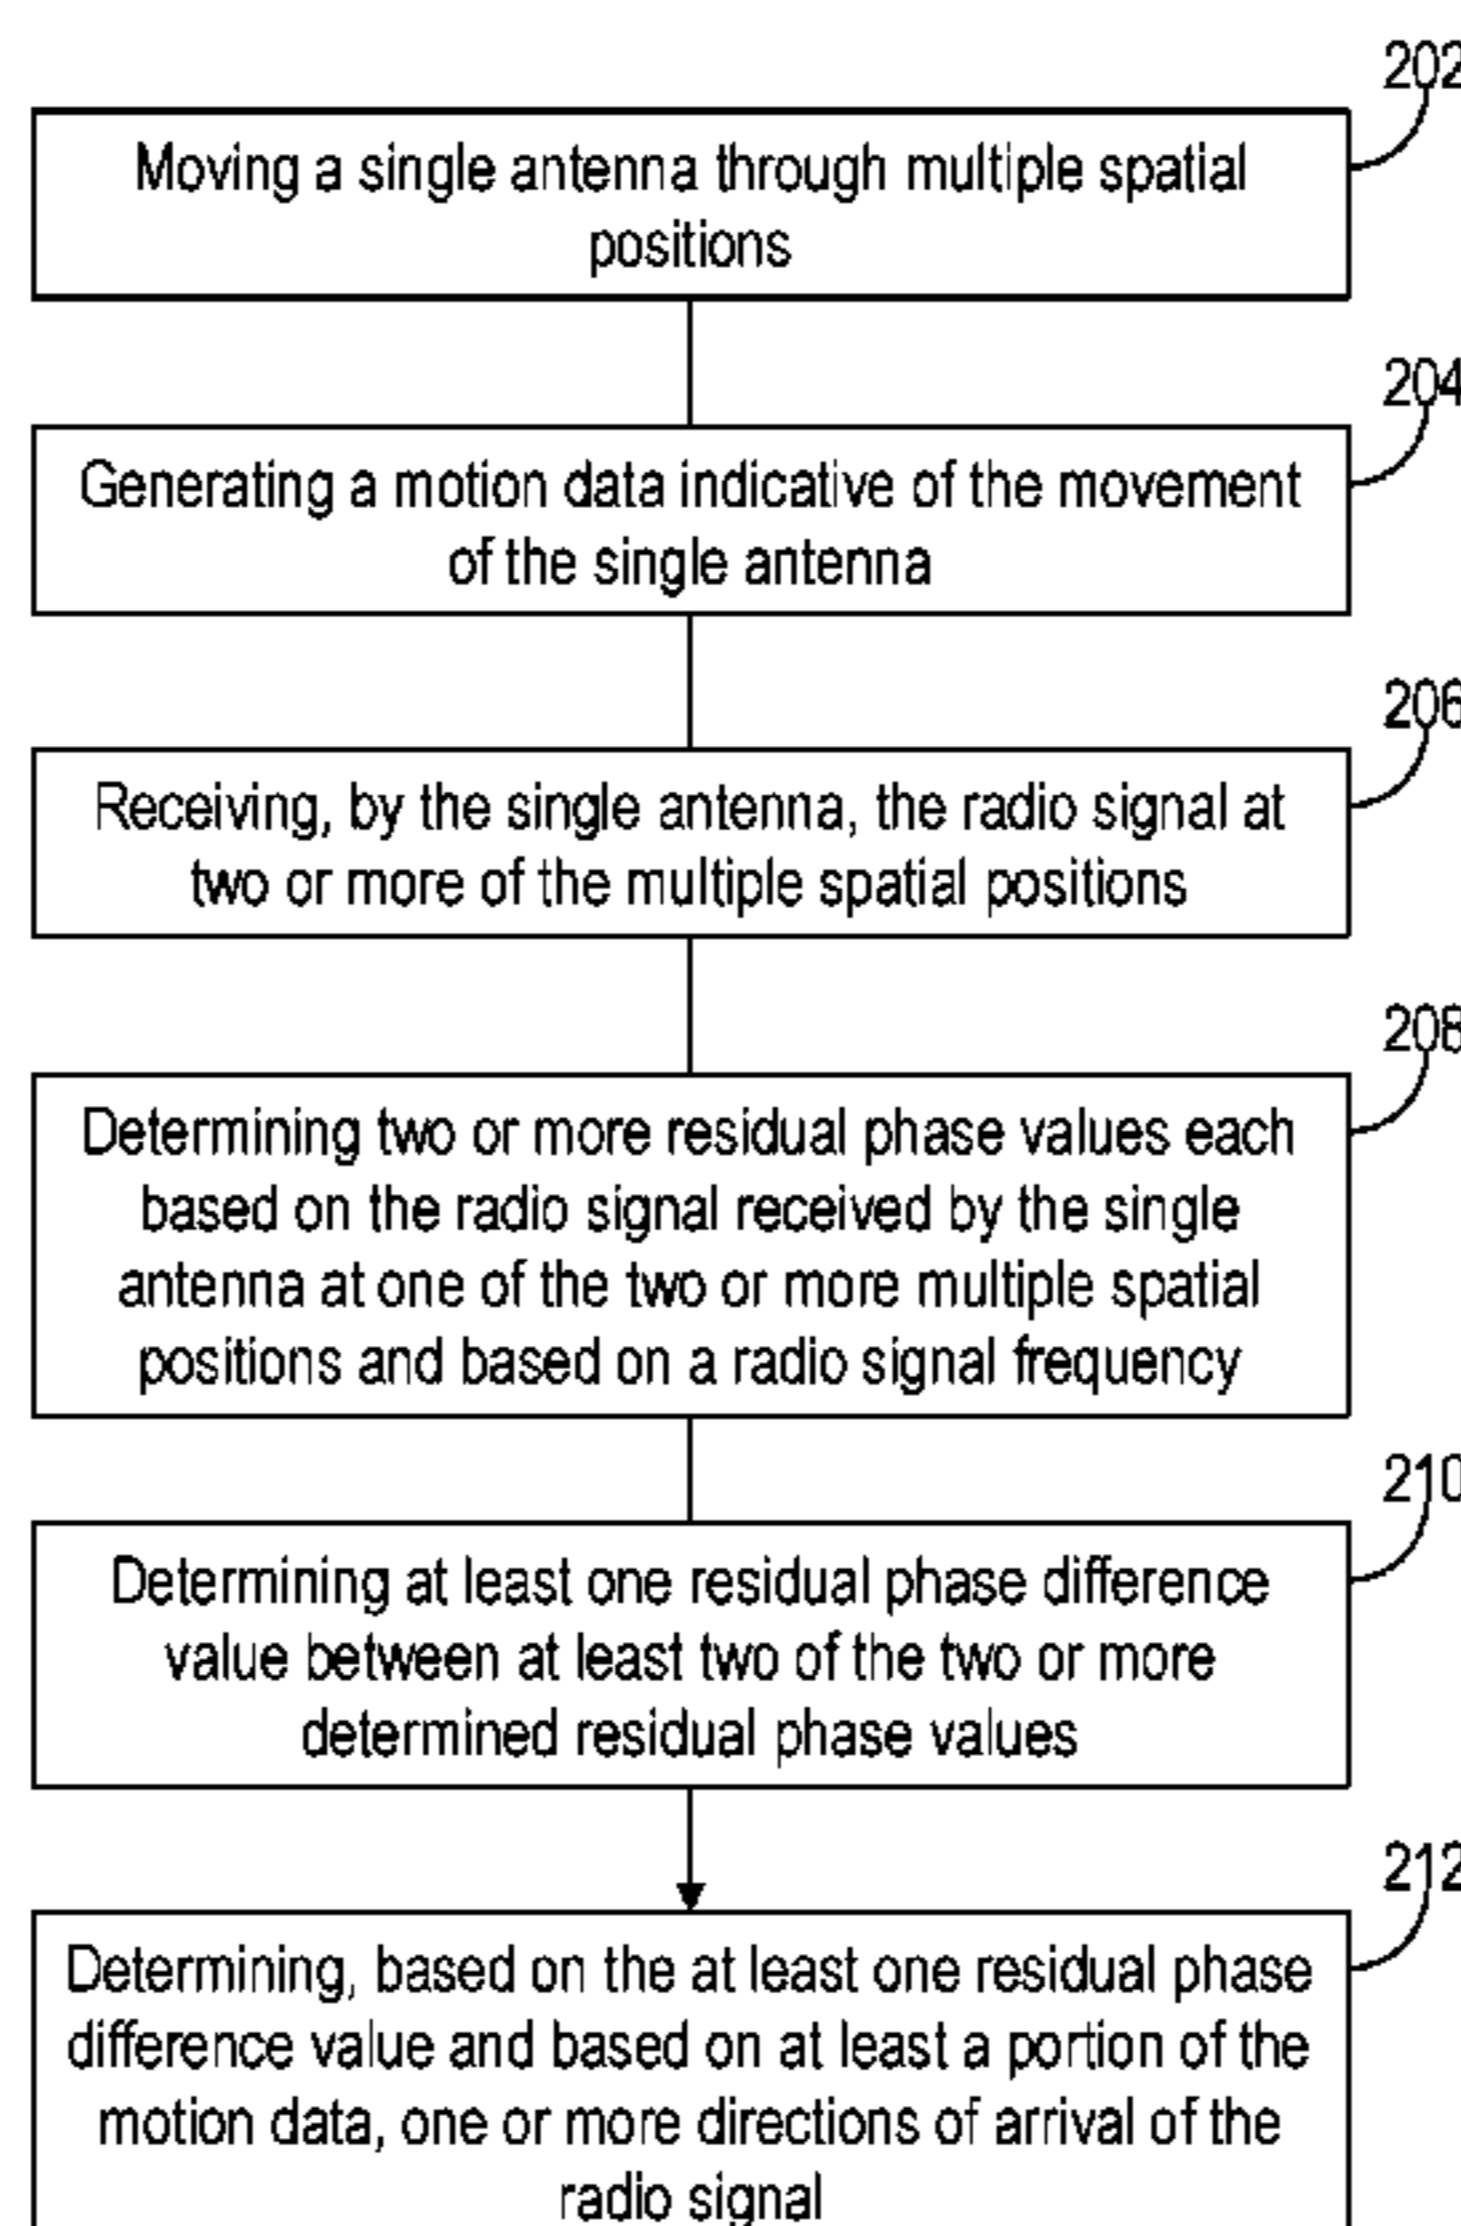 202
Moving a single antenna through multiple spatial
positions
204
Generating a motion data indicative of the movement
of the single antenna
206
Receiving, by the single antenna, the radio signal at
two or more of the multiple spatial positions
208
Determining two or more residual phase values each
based on the radio signal received by the single
antenna at one of the two or more multiple spatial
positions and based on a radio signal frequency
210
Determining at least one residual phase difference
value between at least two of the two or more
determined residual phase values
212
Determining, based on the at least one residual phase
difference value and based on at least a portion of the
motion data, one or more directions of arrival of the
radio signal